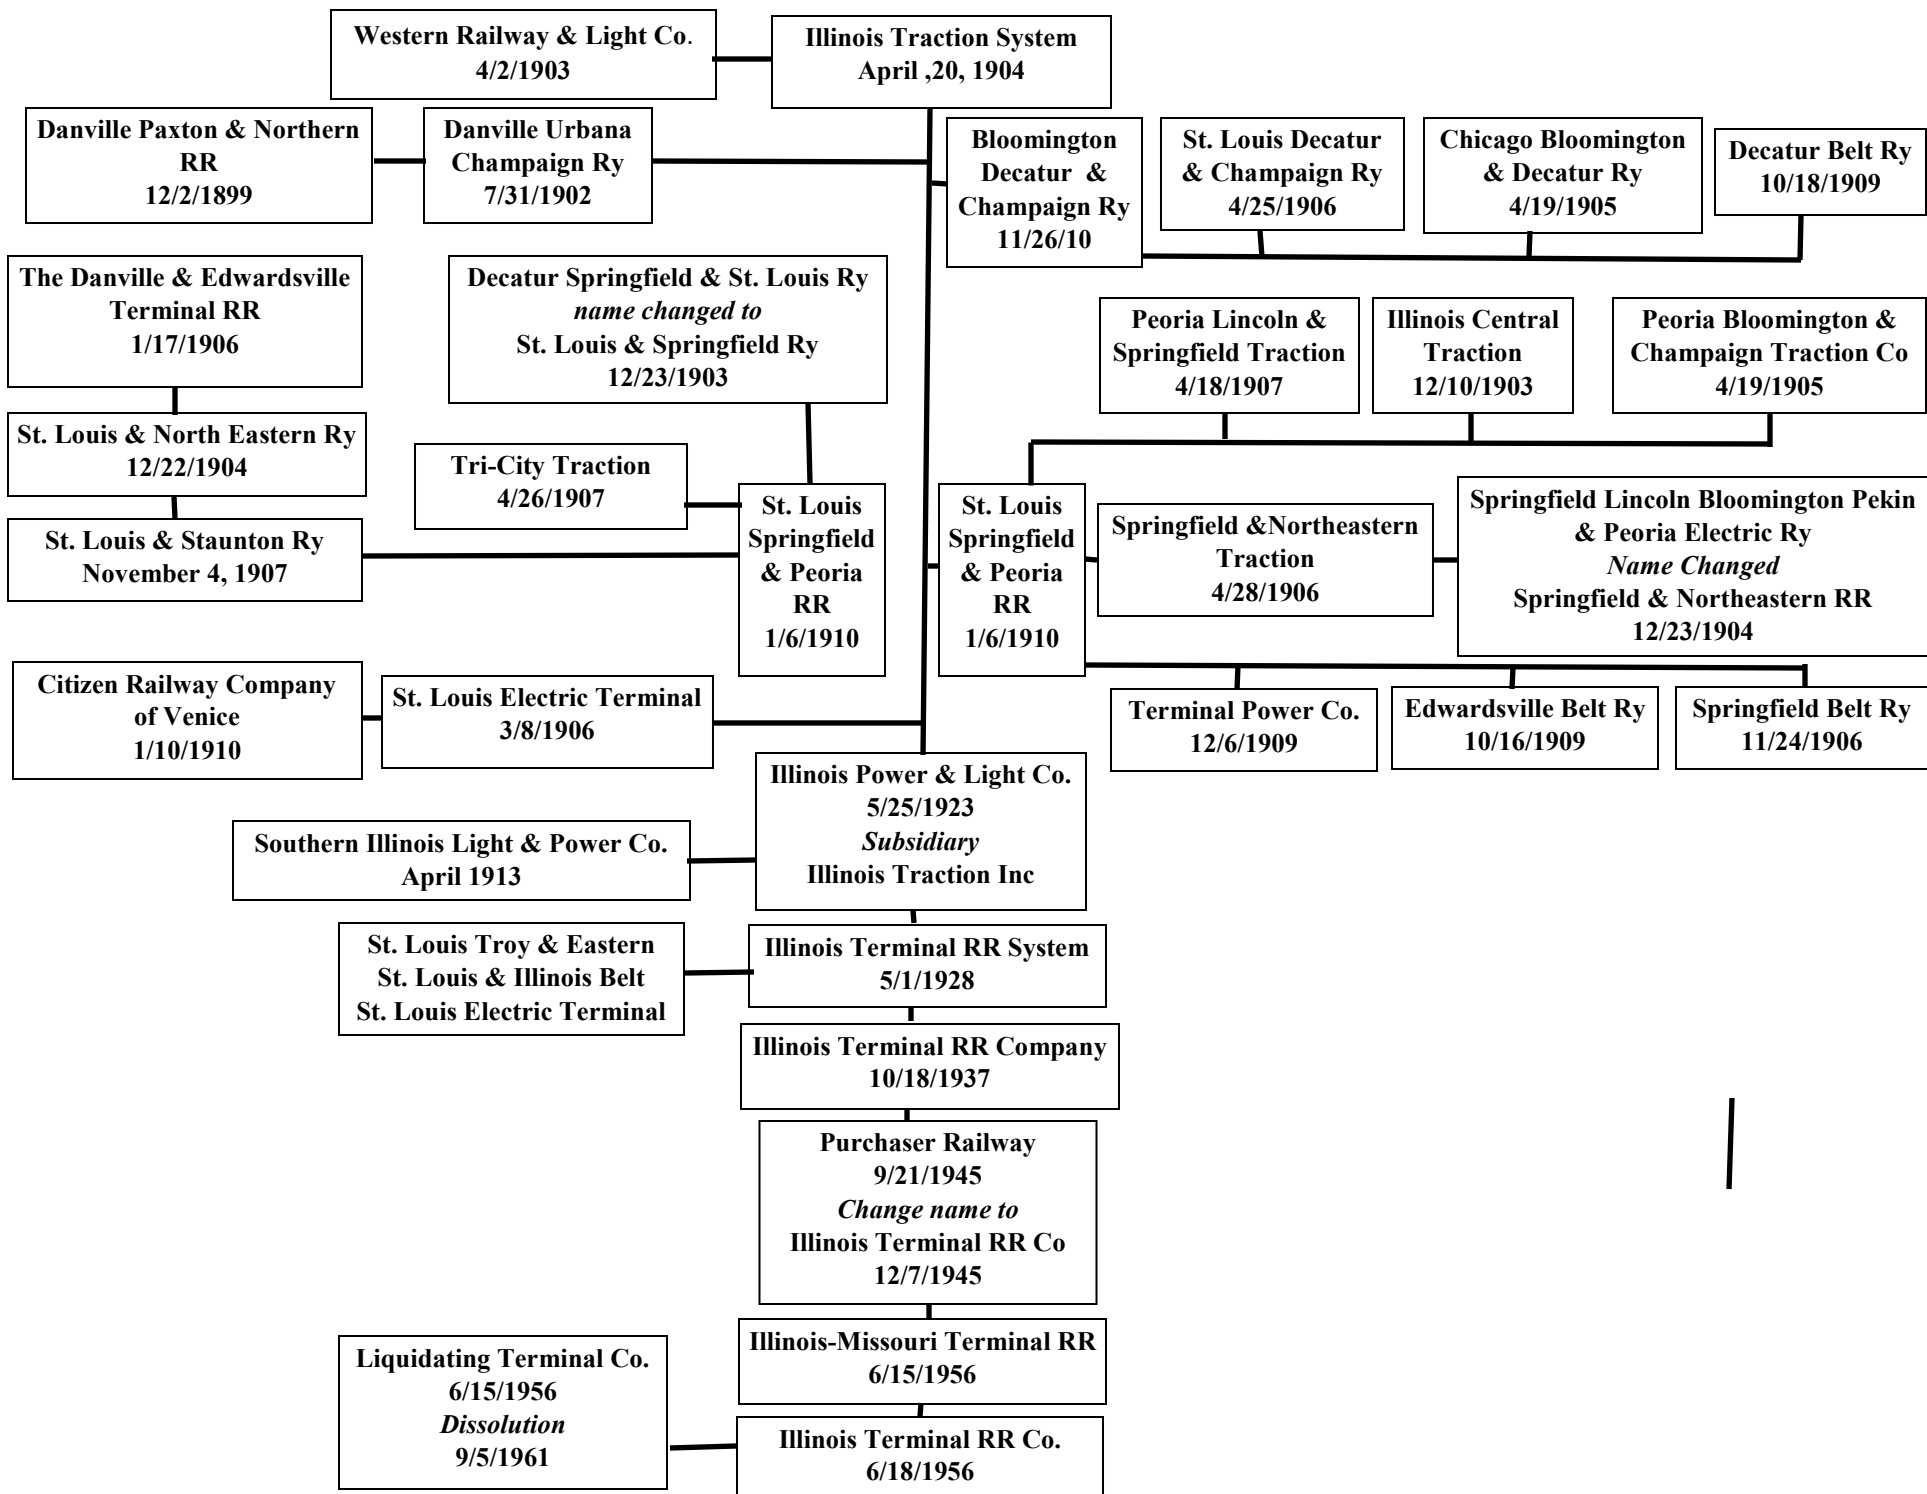 Western Railway & Light Co.
4/2/1903
Illinois Traction System
April ,20, 1904
Danville Paxton & Northern
RR
12/2/1899
Danville Urbana
Champaign Ry
7/31/1902
Bloomington
Decatur &
Champaign Ry
11/26/10
St. Louis Decatur
& Champaign Ry
4/25/1906
Chicago Bloomington
& Decatur Ry
4/19/1905
Decatur Belt Ry
10/18/1909
The Danville & Edwardsville
Terminal RR
1/17/1906
Decatur Springfield & St. Louis Ry
name changed to
St. Louis & Springfield Ry
12/23/1903
Peoria Lincoln &
Springfield Traction
4/18/1907
Illinois Central
Traction
12/10/1903
Peoria Bloomington &
Champaign Traction Co
4/19/1905
St. Louis & North Eastern Ry
12/22/1904
Tri-City Traction
4/26/1907
St. Louis & Staunton Ry
November 4, 1907
St. Louis
Springfield
& Peoria
RR
1/6/1910
St. Louis
Springfield
& Peoria
RR
1/6/1910
Springfield &Northeastern
Traction
4/28/1906
Springfield Lincoln Bloomington Pekin
& Peoria Electric Ry
Name Changed
Springfield & Northeastern RR
12/23/1904
Citizen Railway Company
of Venice
1/10/1910
St. Louis Electric Terminal
3/8/1906
Terminal Power Co.
12/6/1909
Edwardsville Belt Ry
10/16/1909
Springfield Belt Ry
11/24/1906
Illinois Power & Light Co.
5/25/1923
Subsidiary
Illinois Traction Inc
Southern Illinois Light & Power Co.
April 1913
St. Louis Troy & Eastern
St. Louis & Illinois Belt
St. Louis Electric Terminal
Illinois Terminal RR System
5/1/1928
Illinois Terminal RR Company
10/18/1937
Purchaser Railway
9/21/1945
Change name to
Illinois Terminal RR Co
12/7/1945
Illinois-Missouri Terminal RR
6/15/1956
Liquidating Terminal Co.
6/15/1956
Dissolution
9/5/1961
Illinois Terminal RR Co.
6/18/1956